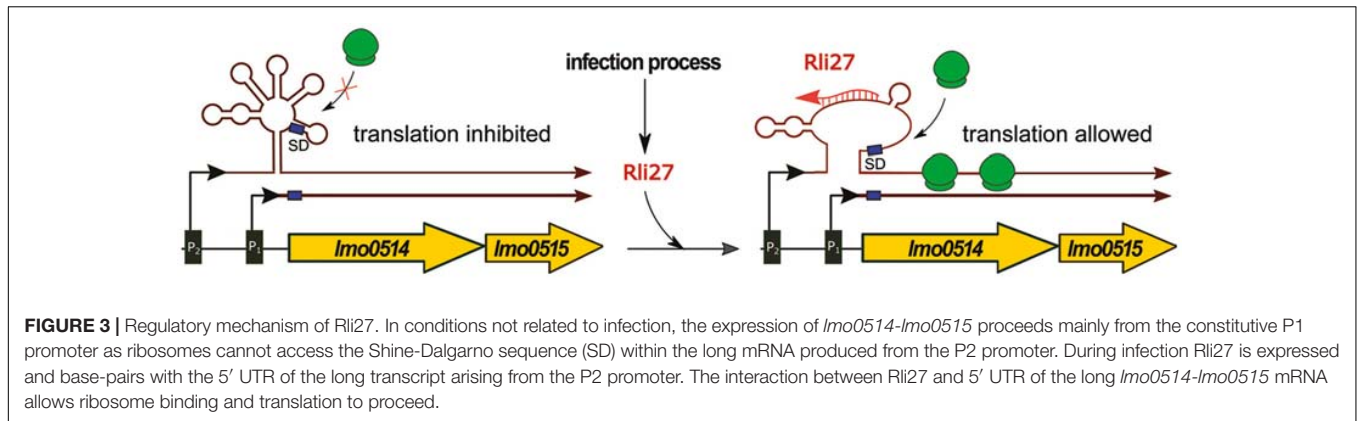 infection process
Rli27
translation inhibited
SD
Rli27
translation allowed
SD
P2
P1
lmo0514
lmo0515
P2
P1
lmo0514
lmo0515
FIGURE 3 | Regulatory mechanism of Rli27. In conditions not related to infection, the expression of lmo0514-lmo0515 proceeds mainly from the constitutive P1
promoter as ribosomes cannot access the Shine-Dalgarno sequence (SD) within the long mRNA produced from the P2 promoter. During infection Rli27 is expressed
and base-pairs with the 5′ UTR of the long transcript arising from the P2 promoter. The interaction between Rli27 and 5′ UTR of the long lmo0514-lmo0515 mRNA
allows ribosome binding and translation to proceed.